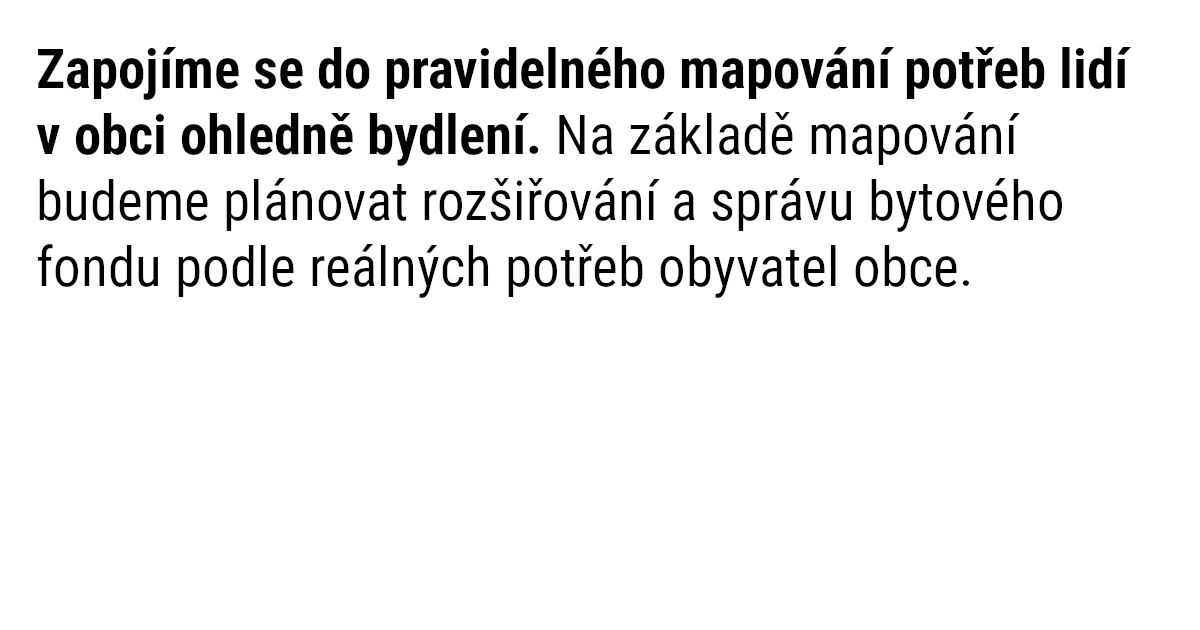 Zapojíme se do pravidelného mapování potřeb lidí
v obci ohledně bydlení. Na základě mapování
budeme plánovat rozšiřování a správu bytového
fondu podle reálných potřeb obyvatel obce.